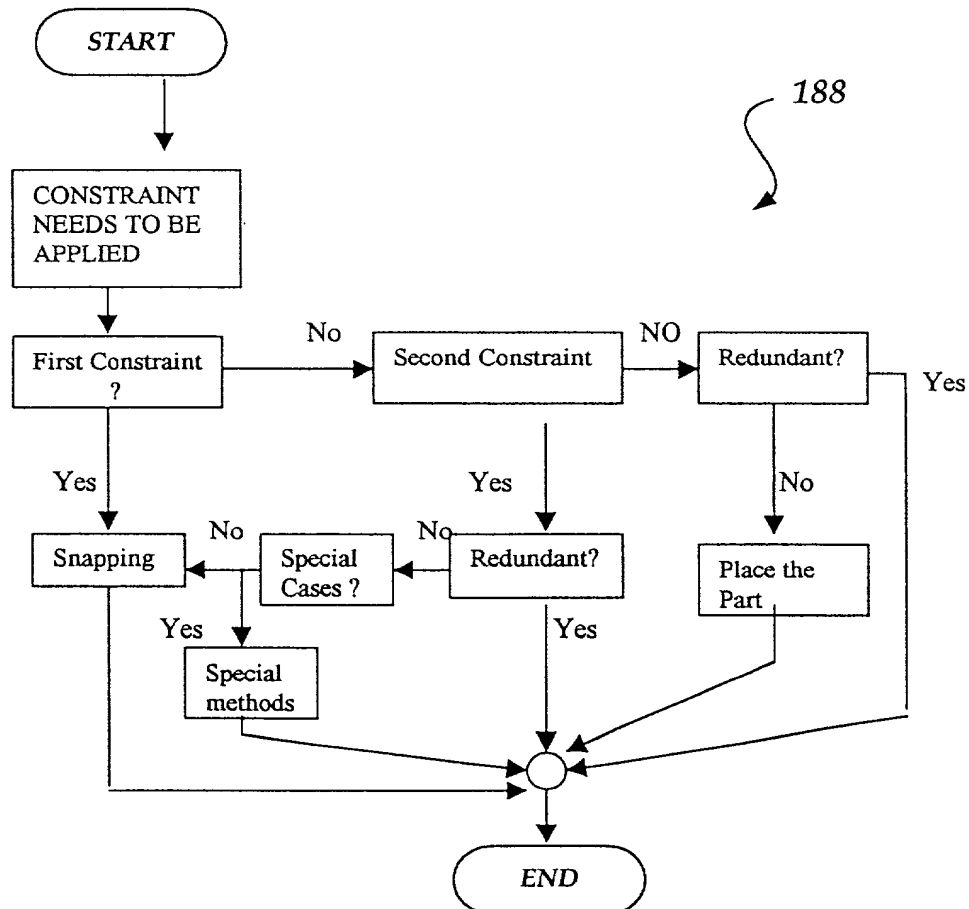 START
188
CONSTRAINT
NEEDS TO BE
APPLIED
No
NO
First Constraint
?
Second Constraint
Redundant?
Yes
Yes
Yes
No
No
No
Snapping
Special
Cases ?
Redundant?
Place the
Part
Yes
Yes
Special
methods
END